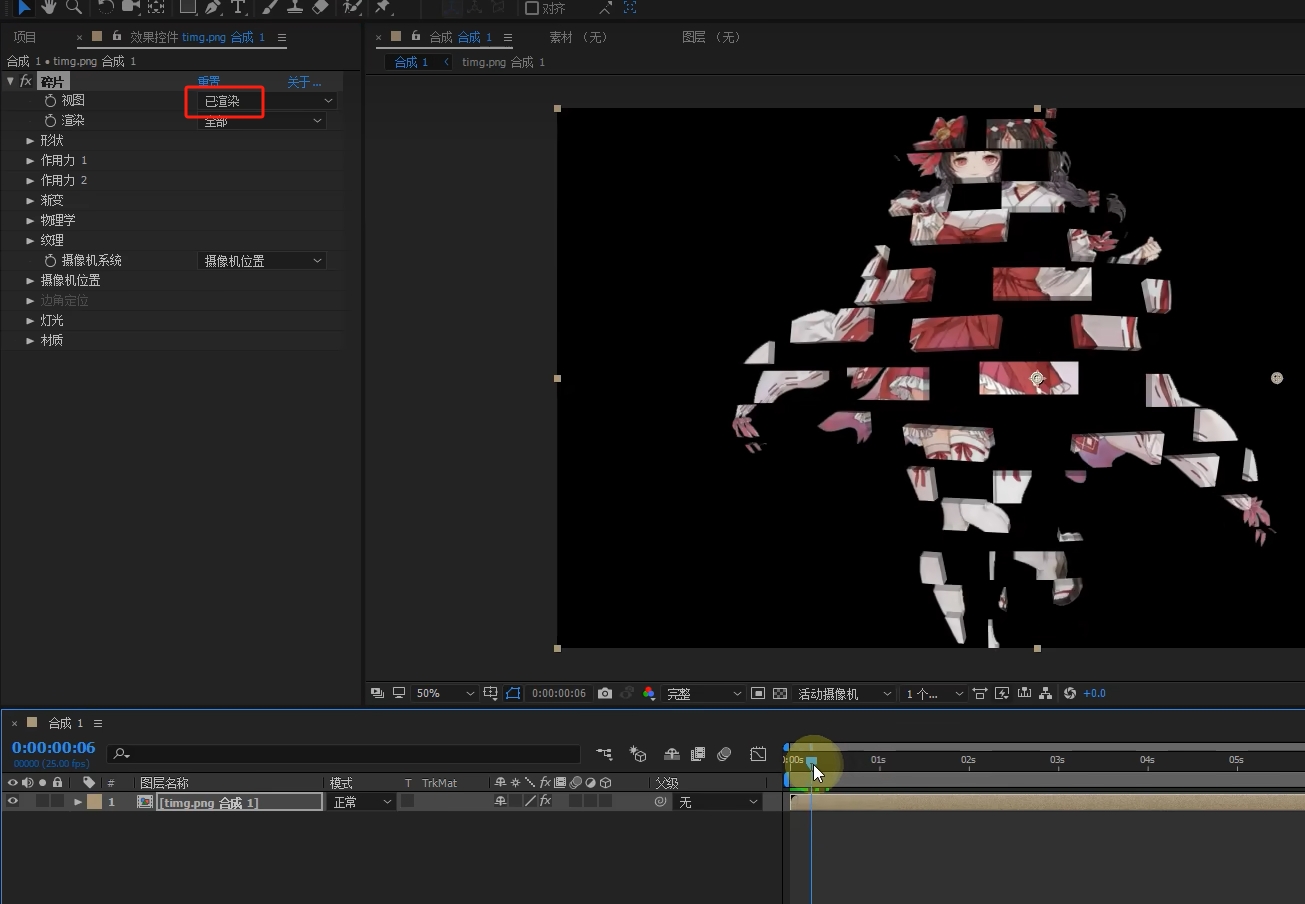 对齐
项目
× 效果控件 timg.png 合成 1 ☰
× 合成 合成 1 ☰ 素材 （无） 图层 （无）
合成 1 • timg.png 合成 1
合成 1 timg.png 合成 1
fx 碎片 重置 关于...
视图 已渲染
渲染 全部
形状
作用力 1
作用力 2
渐变
物理学
纹理
摄像机系统 摄像机位置
摄像机位置
边角定位
灯光
材质
50% 0:00:00:06 完整 活动摄像机 1 个... +0.0
× 合成 1 ☰
0:00:00:06
00000 (25.00 fps)
:00s 01s 02s 03s 04s 05s
# 图层名称 模式 T TrkMat fx 父级
1 [timg.png 合成 1] 正常 fx 无